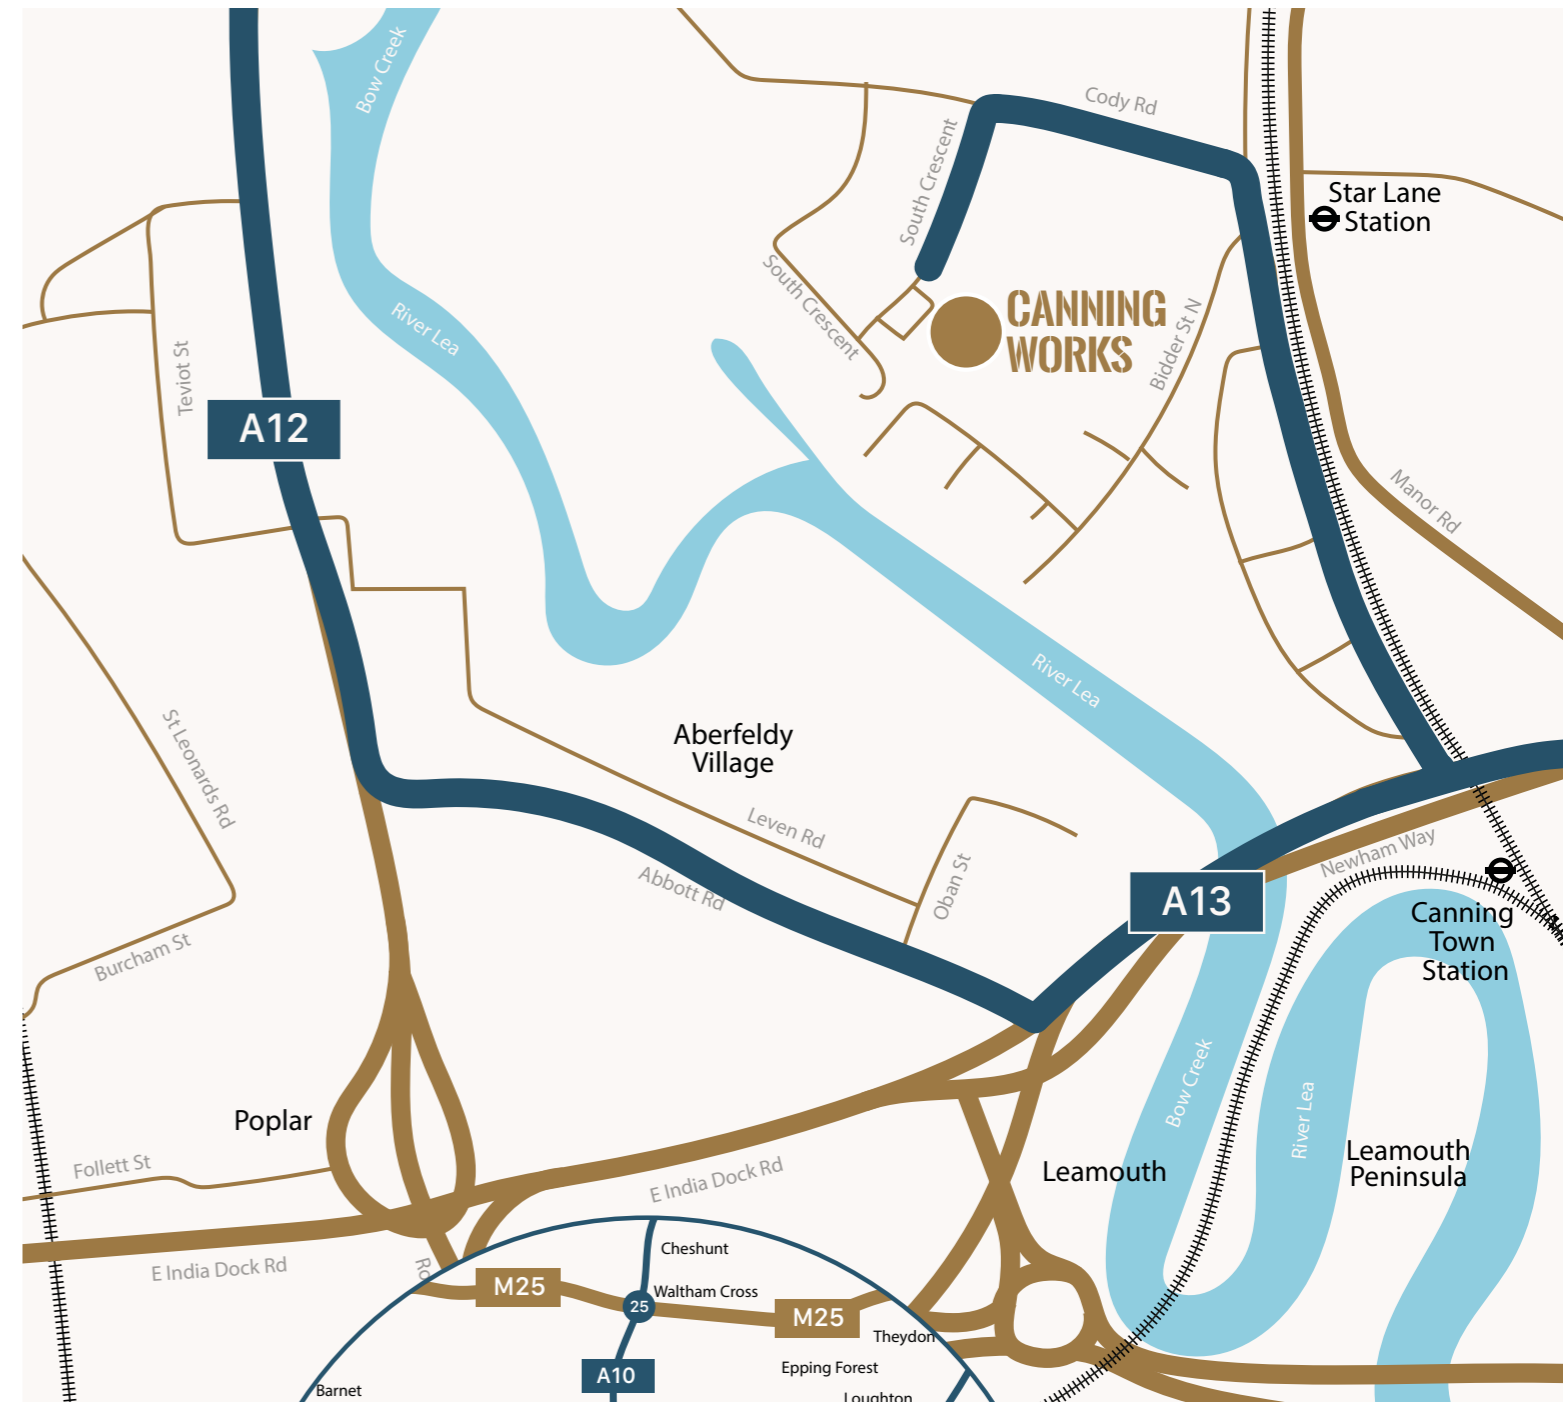 Bow Creek
Cody Rd
South Crescent
Star Lane
Station
South Crescent
CANNING
WORKS
River Lea
Bidder St N
Teviot St
A12
Manor Rd
River Lea
St Leonards Rd
Aberfeldy
Village
Leven Rd
Newham Way
Abbott Rd
Oban St
A13
Canning
Town
Station
Burcham St
Bow Creek
Poplar
River Lea
Leamouth
Peninsula
Follett St
E India Dock Rd
Leamouth
E India Dock Rd
Cheshunt
M25
Waltham Cross
25
M25
Theydon
Epping Forest
A10
Barnet
Loughton